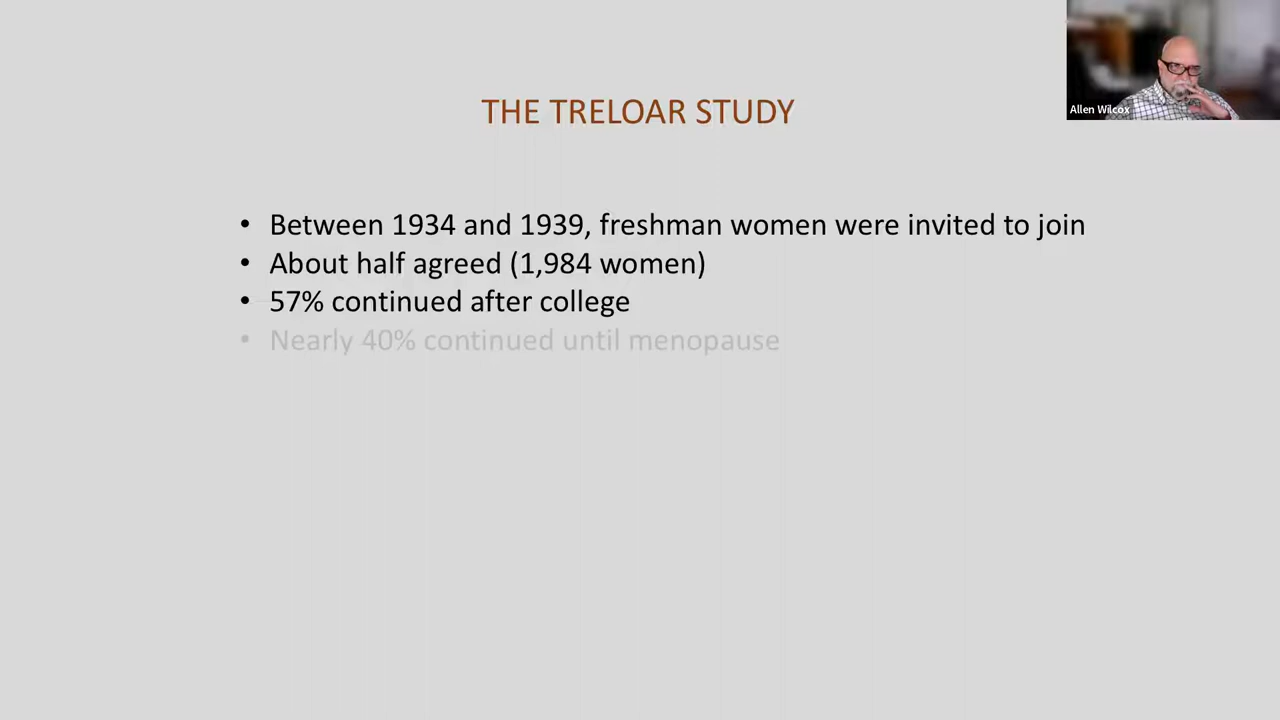 THE TRELOAR STUDY
Allen Wilcox
• Between 1934 and 1939, freshman women were invited to join
• About half agreed (1,984 women)
• 57% continued after college
• Nearly 40% continued until menopause